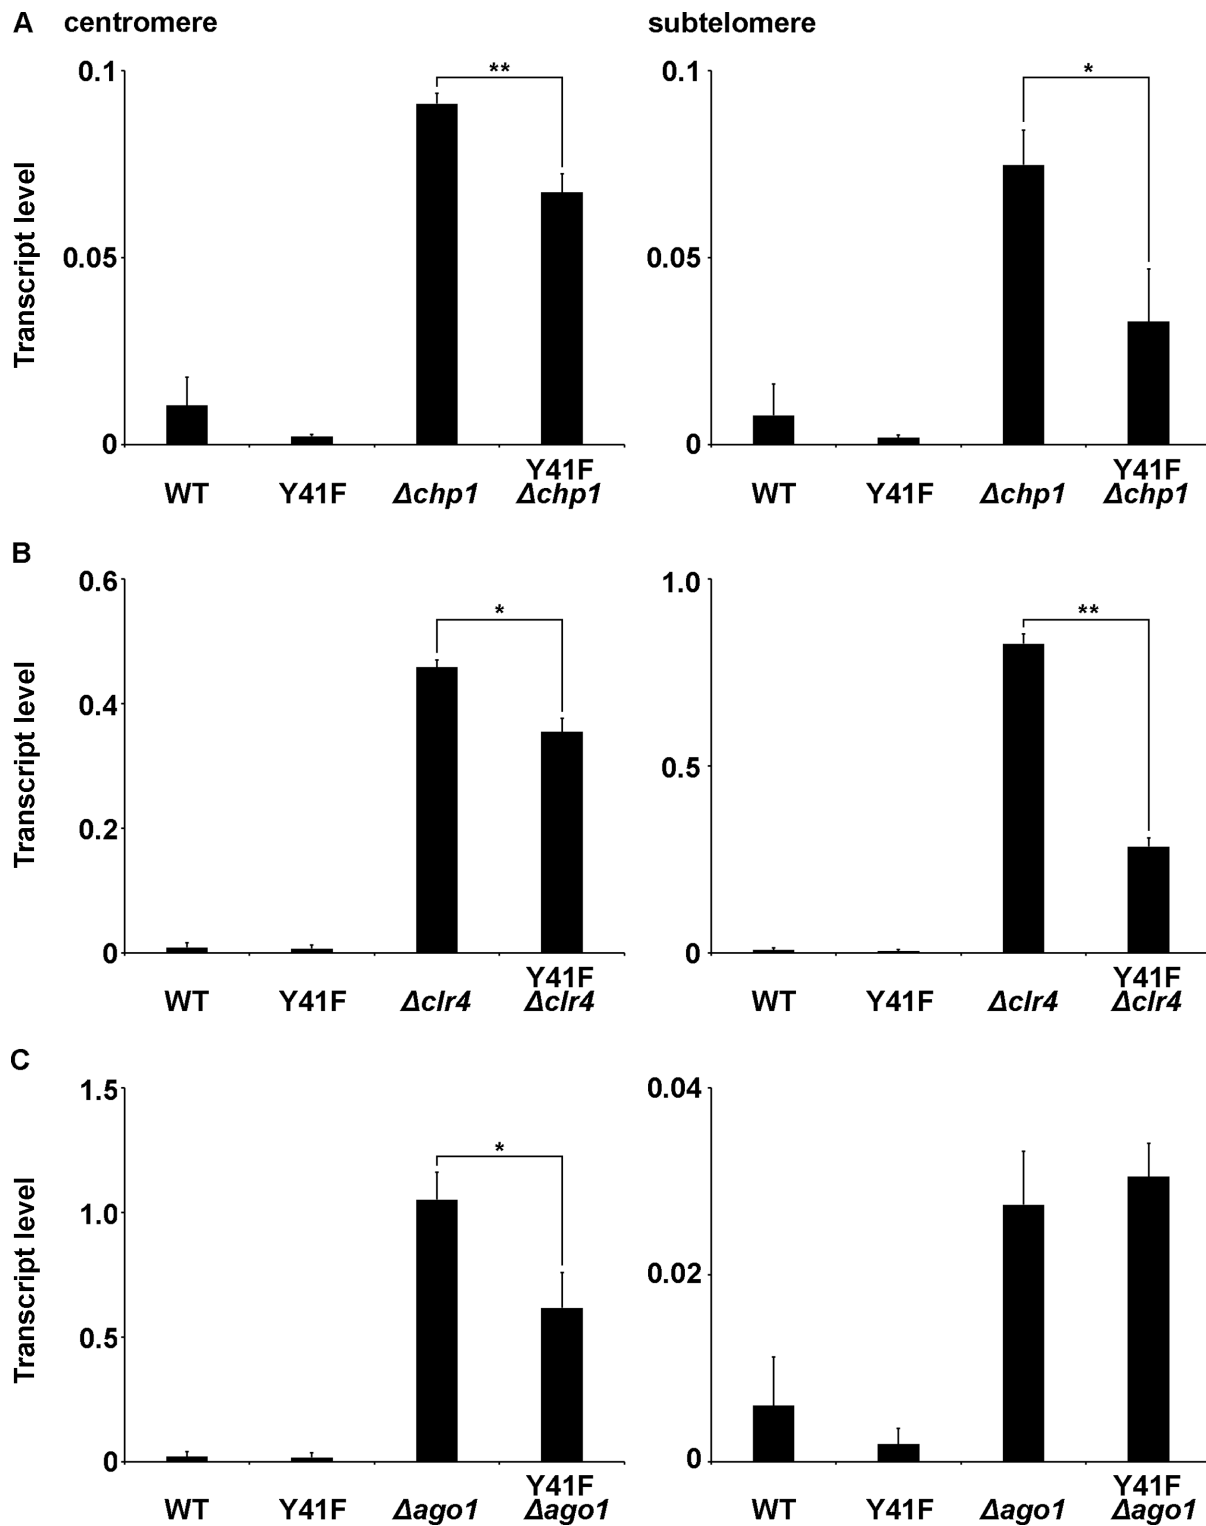 A centromere subtelomere
0.1 ** 0.1 *
Transcript level
0.05 0.05
0 0
Y41F Y41F
WT Y41F Δchp1 Δchp1 WT Y41F Δchp1 Δchp1
B
0.6 * 1.0 **
Transcript level
0.4
0.5
0.2
0 0
Y41F Y41F
WT Y41F Δclr4 Δclr4 WT Y41F Δclr4 Δclr4
C
1.5 * 0.04
Transcript level
1.0
0.02
0.5
0 0
Y41F Y41F
WT Y41F Δago1 Δago1 WT Y41F Δago1 Δago1